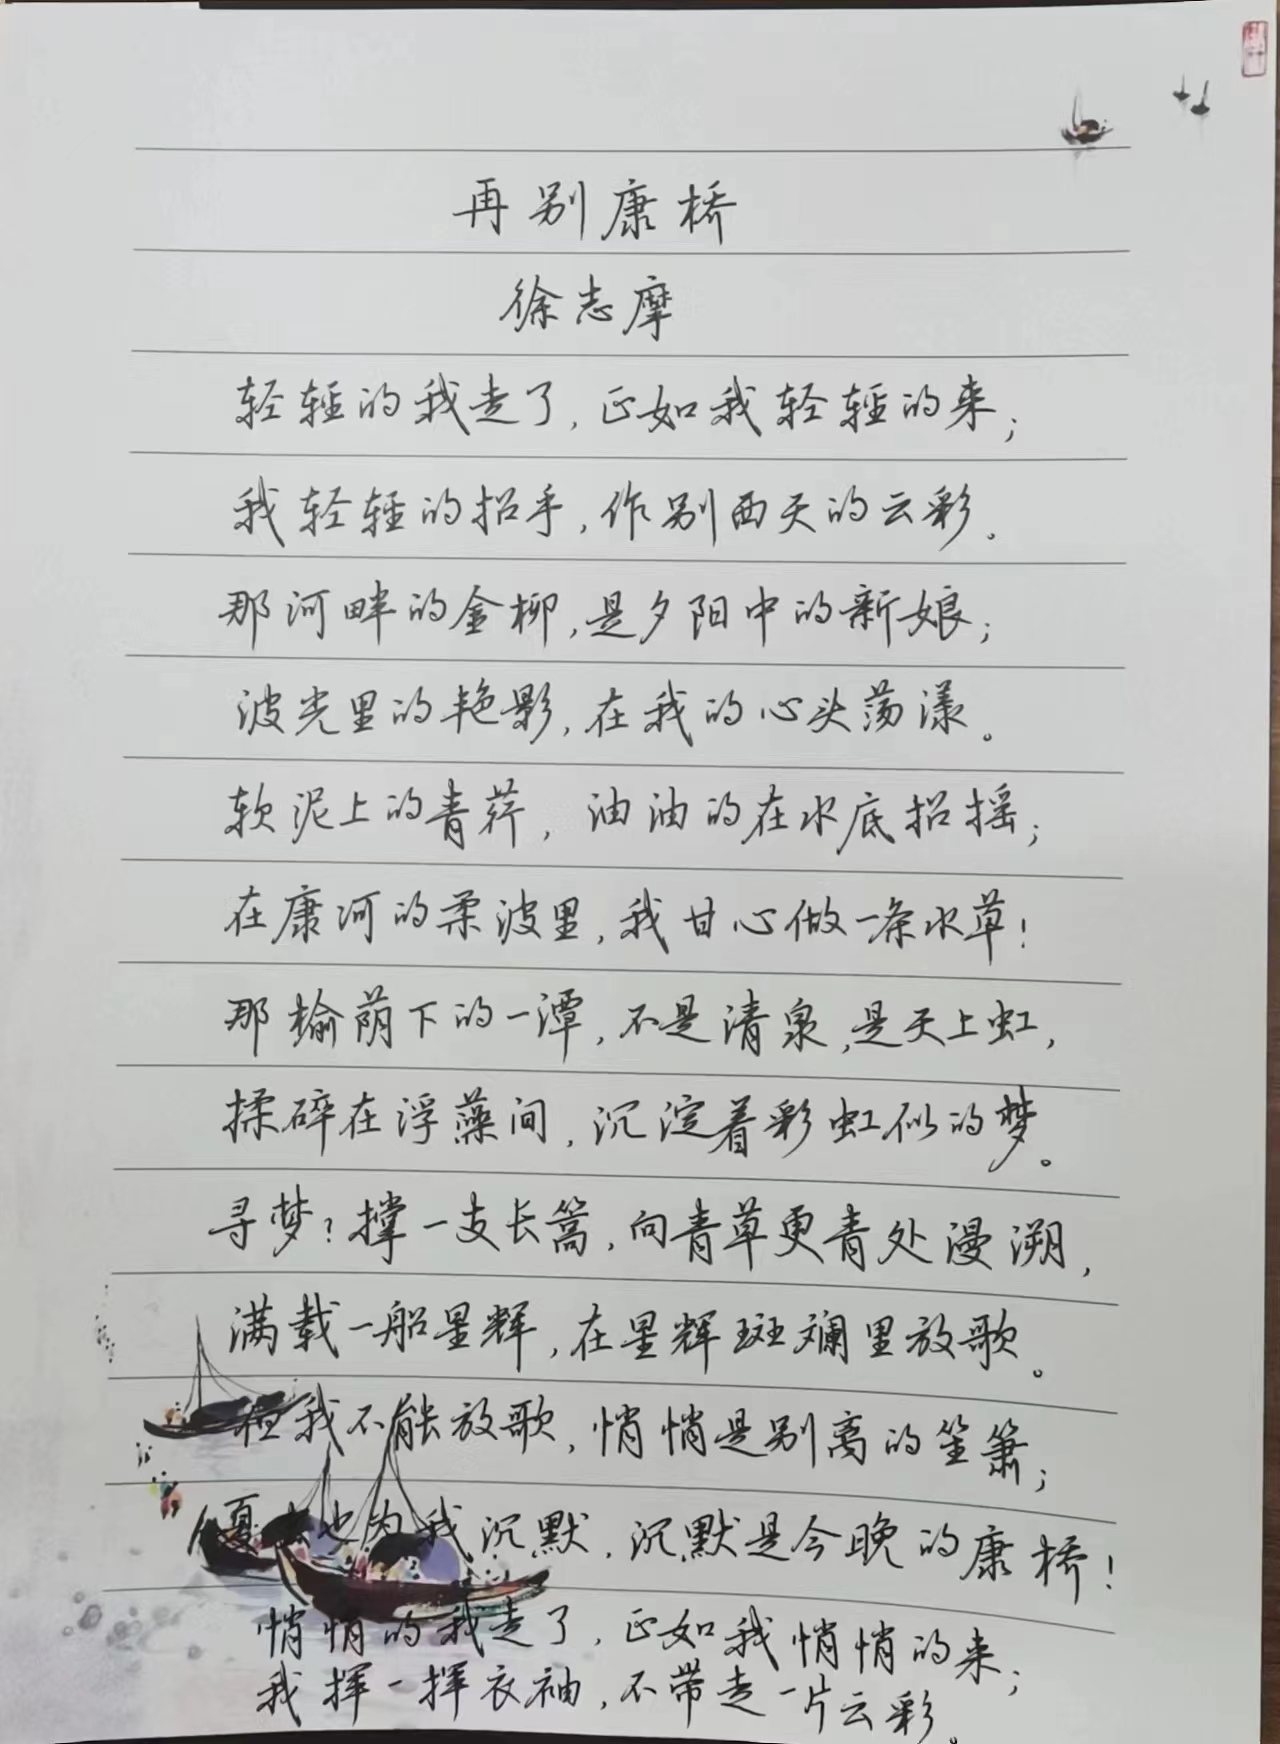 再别康桥
徐志摩
轻轻的我走了，正如我轻轻的来；
我轻轻的招手，作别西天的云彩。
那河畔的金柳，是夕阳中的新娘；
波光里的艳影，在我的心头荡漾。
软泥上的青荇，油油的在水底招摇；
在康河的柔波里，我甘心做一条水草！
那榆荫下的一潭，不是清泉，是天上虹，
揉碎在浮藻间，沉淀着彩虹似的梦。
寻梦？撑一支长篙，向青草更青处漫溯，
满载一船星辉，在星辉斑斓里放歌。
但我不能放歌，悄悄是别离的笙箫；
夏虫也为我沉默，沉默是今晚的康桥！
悄悄的我走了，正如我悄悄的来；
我挥一挥衣袖，不带走一片云彩。